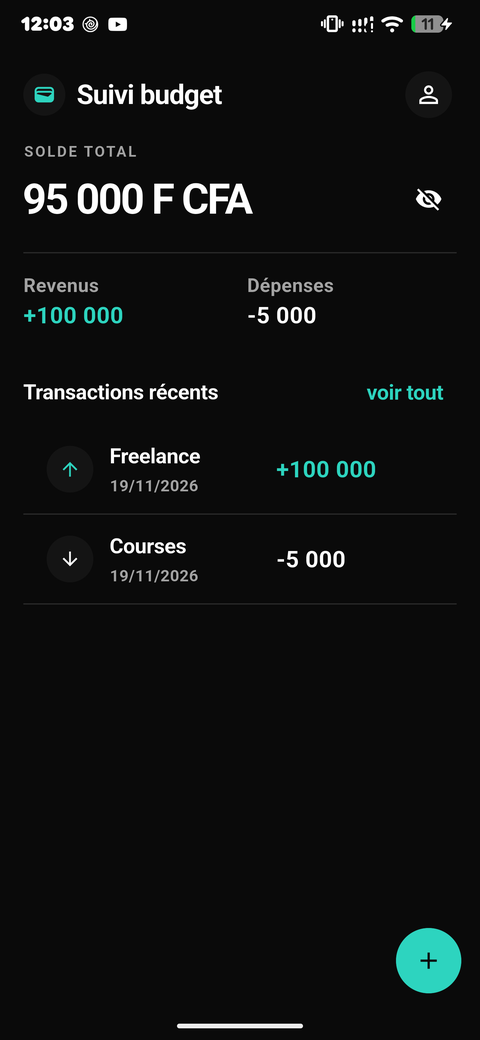 12:03
11
Suivi budget
SOLDE TOTAL
95 000 F CFA
Revenus
Dépenses
+100 000
-5 000
Transactions récents
voir tout
Freelance
+100 000
19/11/2026
Courses
-5 000
19/11/2026